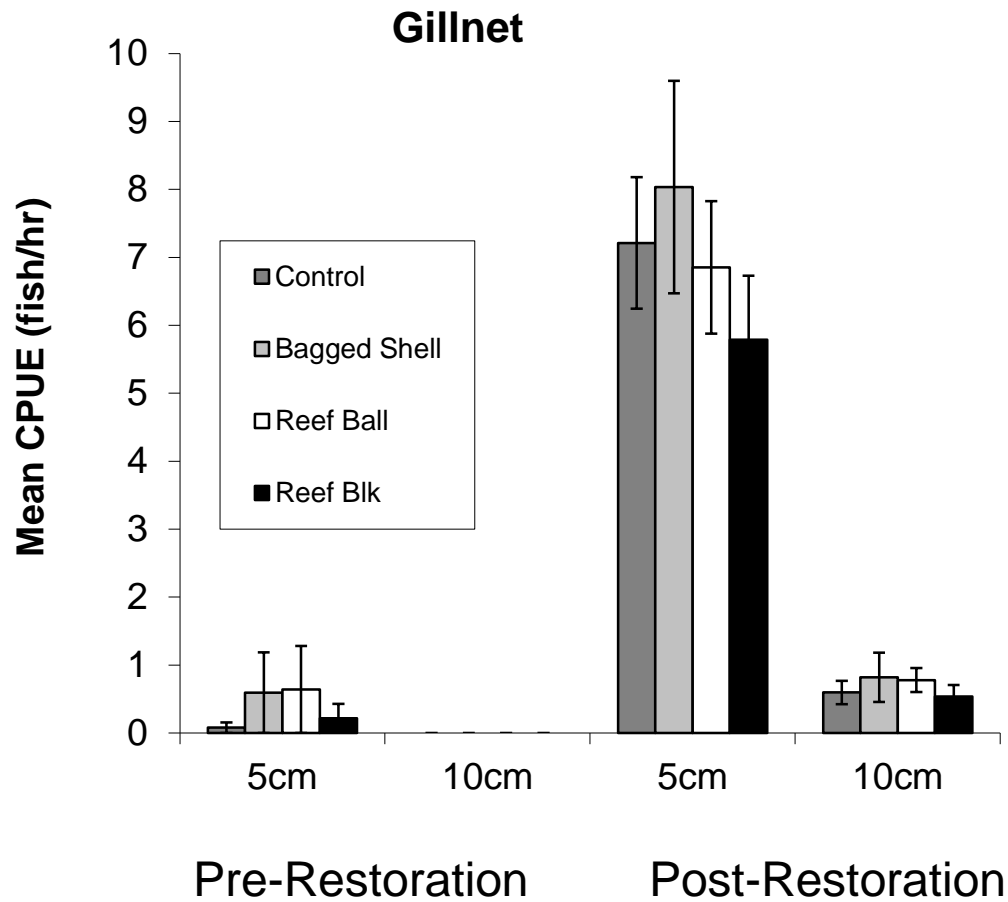 Gillnet
10
9
8
7
6
5
4
3
2
1
0
Mean CPUE (fish/hr)
Control
Bagged Shell
Reef Ball
Reef Blk
5cm 10cm 5cm 10cm
Pre-Restoration Post-Restoration